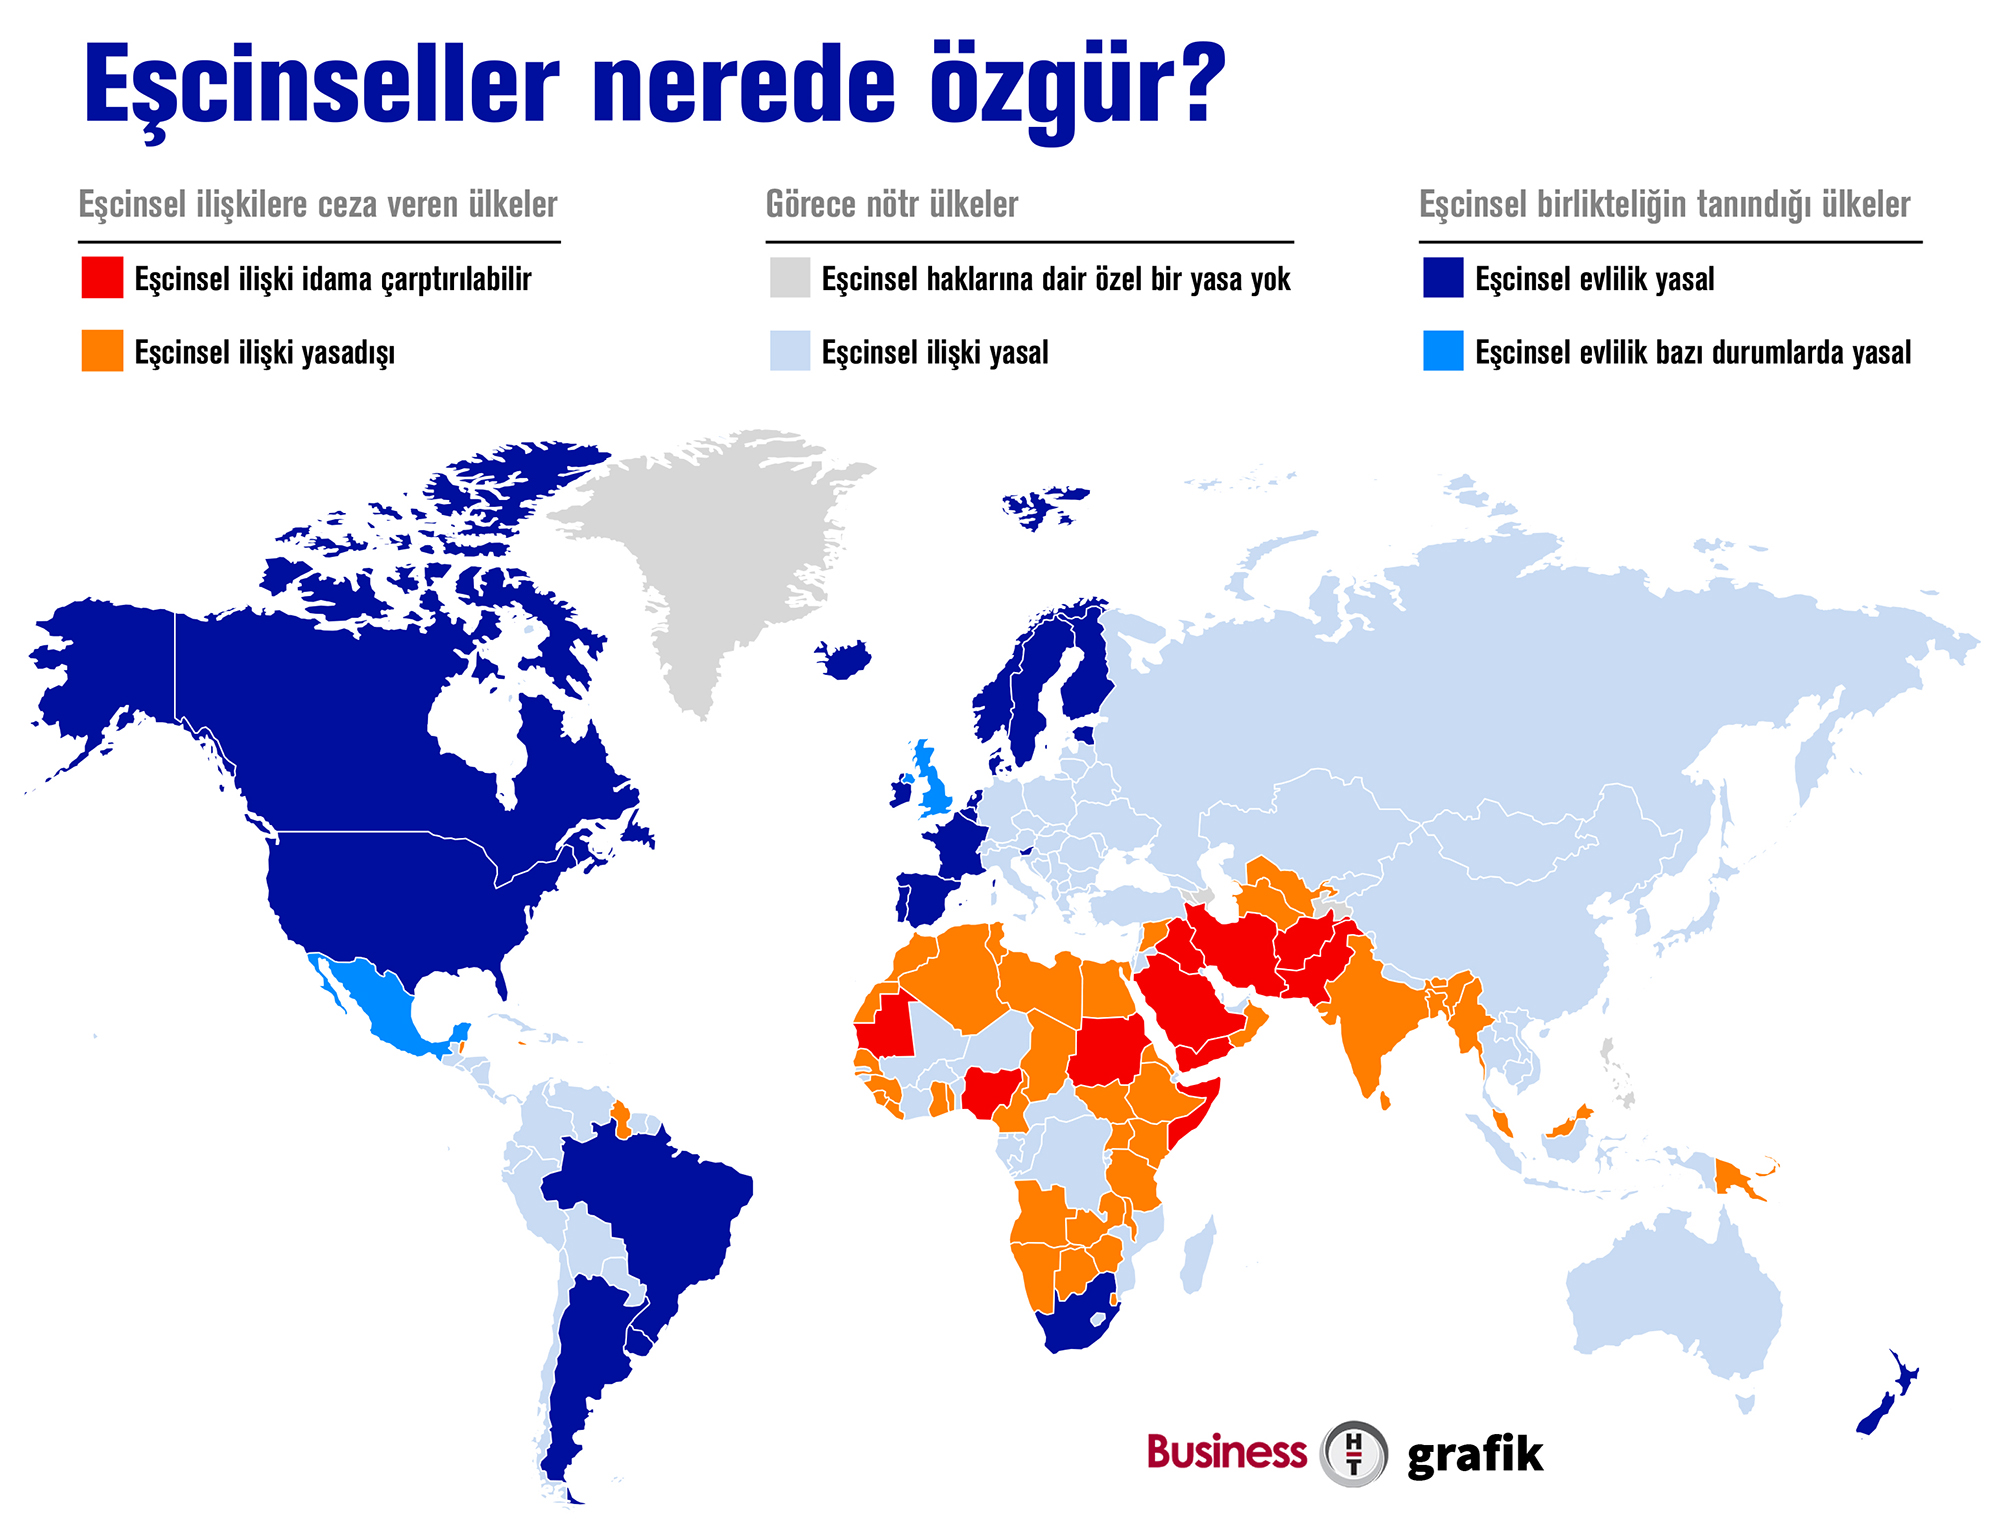 Eşcinseller nerede özgür?
Eşcinsel ilişkilere ceza veren ülkeler
Eşcinsel ilişki idama çarptırılabilir
Eşcinsel ilişki yasadışı
Görece nötr ülkeler
Eşcinsel haklarına dair özel bir yasa yok
Eşcinsel ilişki yasal
Eşcinsel birlikteliğin tanındığı ülkeler
Eşcinsel evlilik yasal
Eşcinsel evlilik bazı durumlarda yasal
Business HT grafik